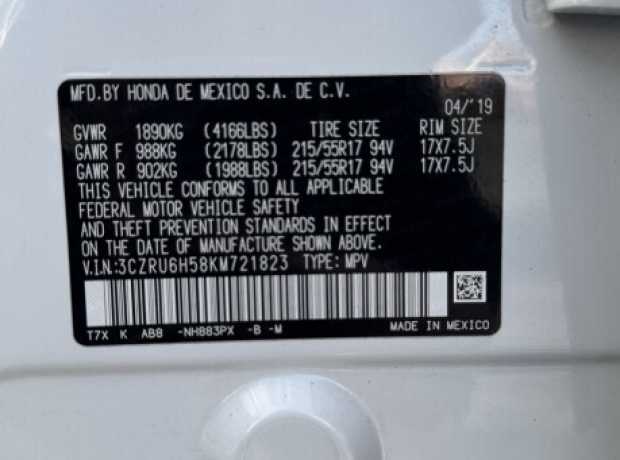 MFD.BY HONDA DE MEXICO S.A. DE C.V.
04/'19
GVWR 1890KG (4166LBS) TIRE SIZE RIM SIZE
GAWR F 988KG (2178LBS) 215/55R17 94V 17X7.5J
GAWR R 902KG (1988LBS) 215/55R17 94V 17X7.5J
THIS VEHICLE CONFORMS TO ALL APPLICABLE
FEDERAL MOTOR VEHICLE SAFETY
AND THEFT PREVENTION STANDARDS IN EFFECT
ON THE DATE OF MANUFACTURE SHOWN ABOVE.
V.I.N:3CZRU6H58KM721823 TYPE: MPV
T7X K AB8 -NH883PX -B -M MADE IN MEXICO